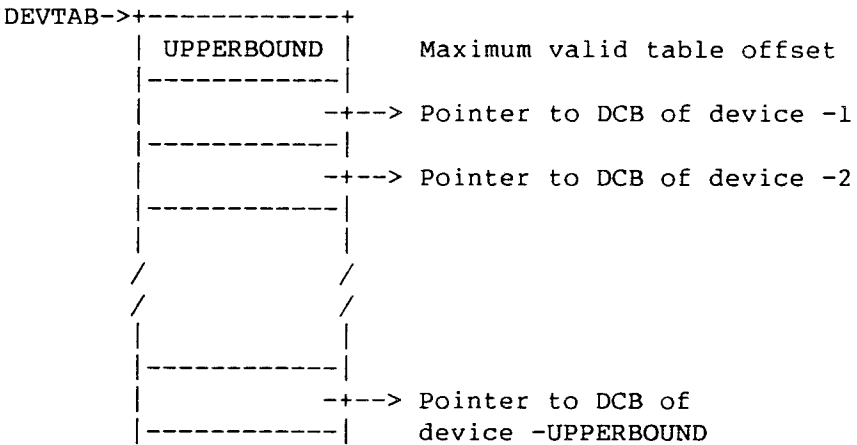 DEVTAB->+------------+
| UPPERBOUND | Maximum valid table offset
|------------|
| -+--> Pointer to DCB of device -1
|------------|
| -+--> Pointer to DCB of device -2
|------------|
| |
/ /
/ /
| |
|------------|
| -+--> Pointer to DCB of
|------------| device -UPPERBOUND